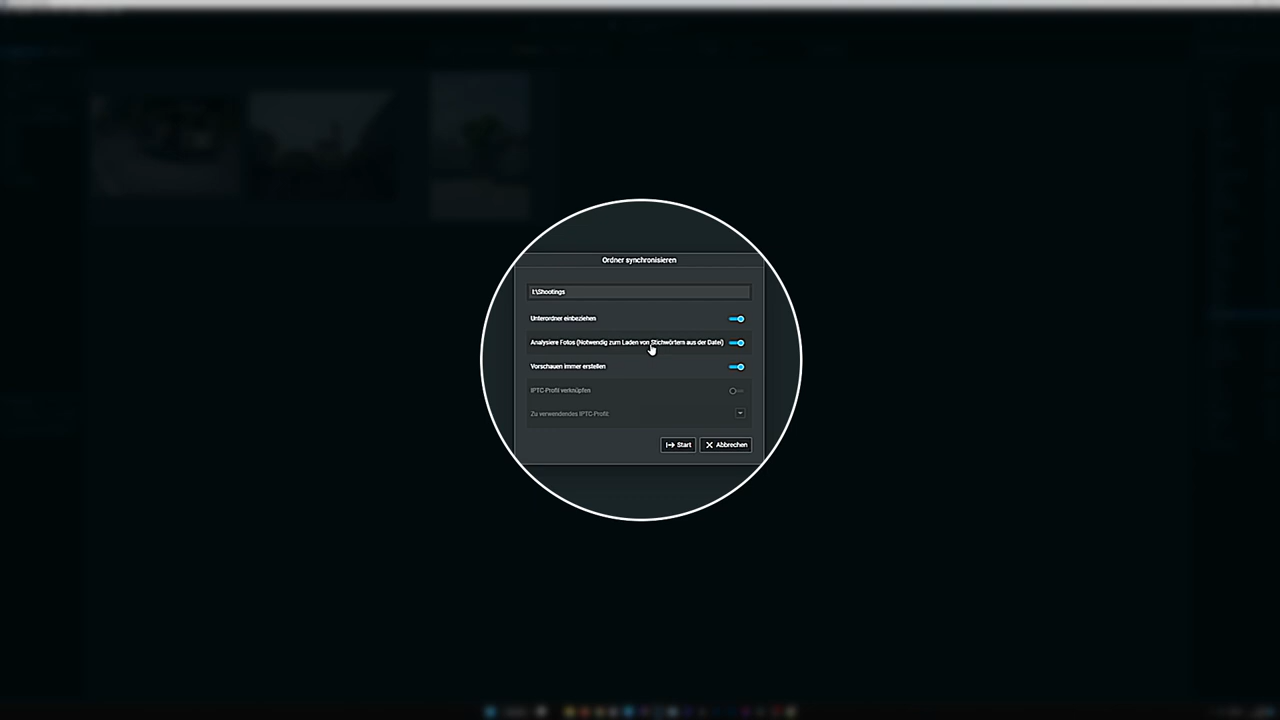 Ordner synchronisieren
I:\Shootings
Unterordner einbeziehen
Analysiere Fotos (Notwendig zum Laden von Stichwörtern aus der Datei)
Vorschauen immer erstellen
IPTC-Profil verknüpfen
Zu verwendendes IPTC-Profil:
Start
Abbrechen